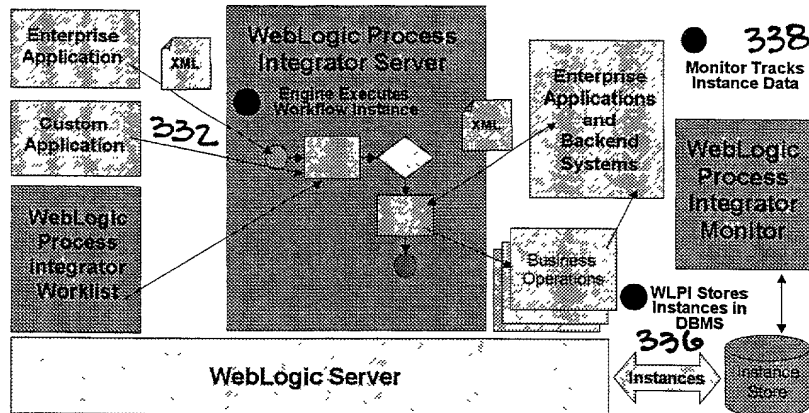 Enterprise
Application
XML
Custom
Application
332
WebLogic
Process
Integrator
Worklist
WebLogic Process
Integrator Server
Engine Executes
Workflow Instance
XML
Enterprise
Applications
and
Backend
Systems
Business
Operations
338
Monitor Tracks
Instance Data
WebLogic
Process
Integrator
Monitor
WLPI Stores
Instances in
DBMS
336
WebLogic Server
Instances
Instance
Store